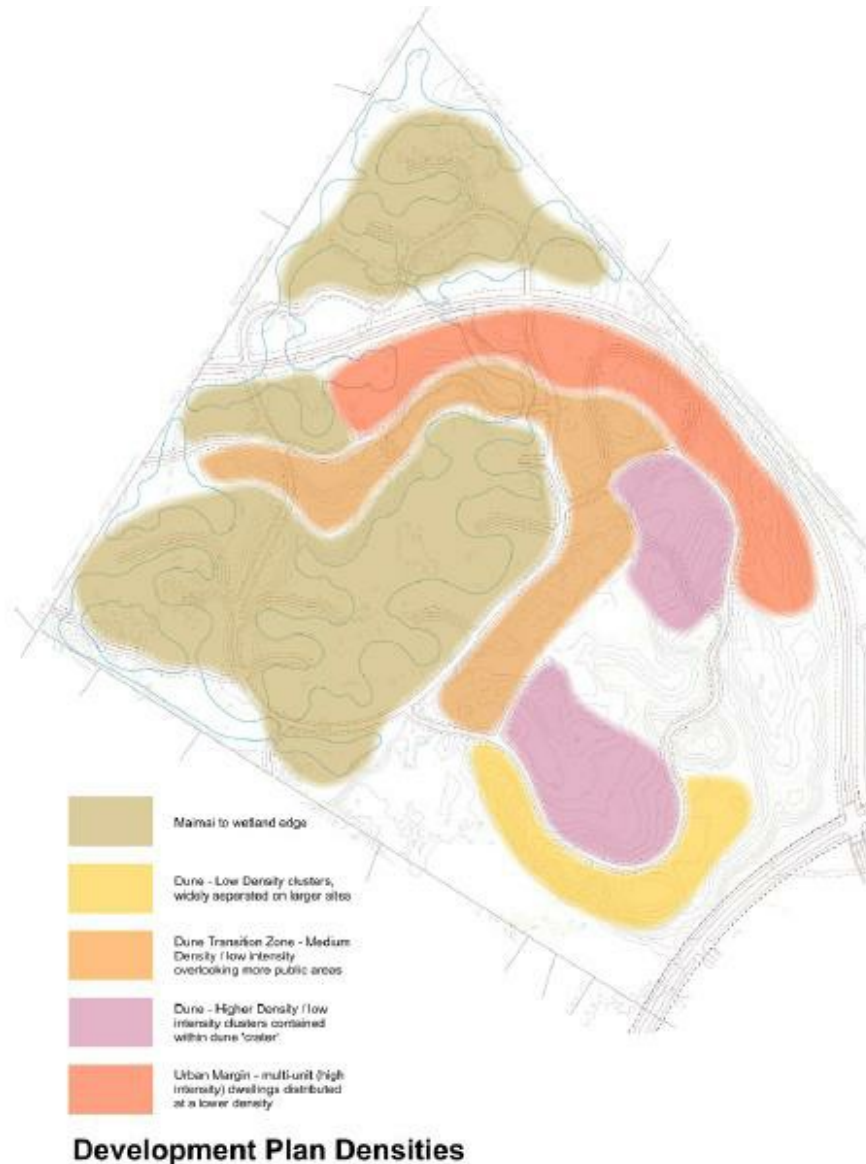 Maimai to wetland edge
Dune - Low Density clusters,
widely separated on larger sites
Dune Transition Zone - Medium
Density / low intensity
overlooking more public areas
Dune - Higher Density / low
intensity clusters contained
within dune 'crater'
Urban Margin - multi-unit (high
intensity) dwellings distributed
at a lower density
Development Plan Densities